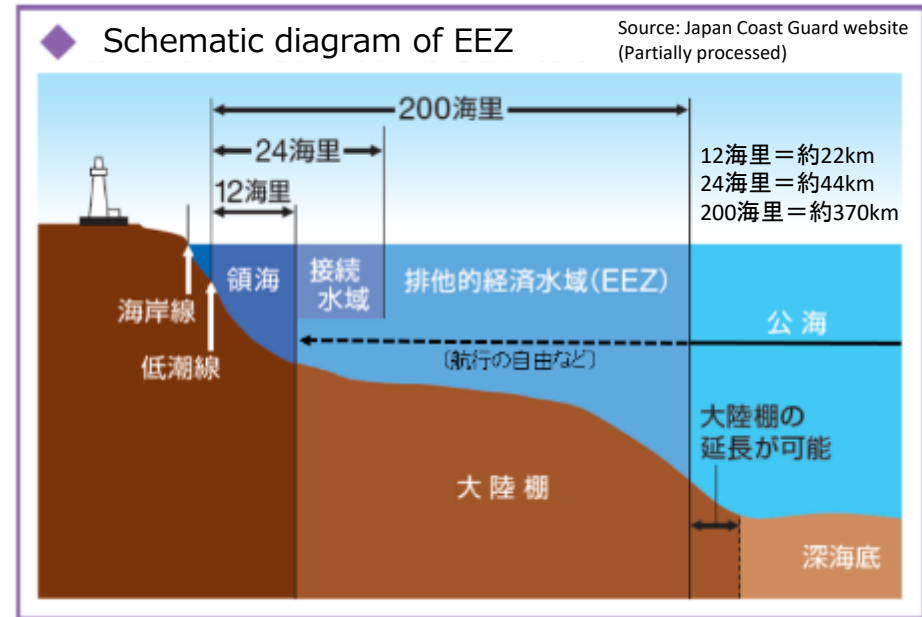 ◆ Schematic diagram of EEZ
Source: Japan Coast Guard website
(Partially processed)
200海里
24海里
12海里
12海里＝約22km
24海里＝約44km
200海里＝約370km
領海
接続
水域
排他的経済水域(EEZ)
公海
海岸線
低潮線
(航行の自由など)
大陸棚の
延長が可能
大陸棚
深海底